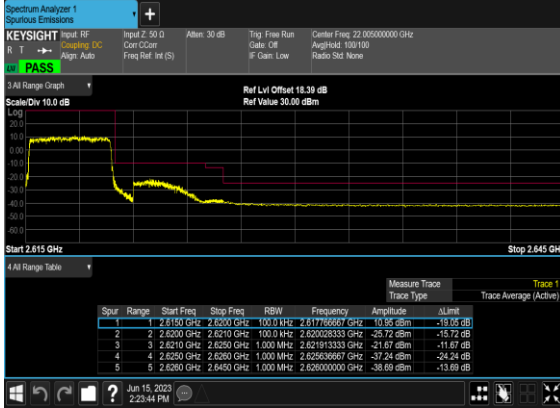 Spectrum Analyzer 1
Spurious Emissions
+
KEYSIGHT Input: RF Input Z: 50 Ω Atten: 30 dB Trig: Free Run Center Freq: 22.005000000 GHz
R T Coupling: DC Corr CCorr Gate: Off Avg|Hold: 100/100
Align: Auto Freq Ref: Int (S) IF Gain: Low Radio Std: None
LXI PASS
3 All Range Graph
Ref Lvl Offset 18.39 dB
Scale/Div 10.0 dB Ref Value 30.00 dBm
Log
20.0
10.0
0.00
-10.0
-20.0
-30.0
-40.0
-50.0
-60.0
Start 2.615 GHz Stop 2.645 GH
4 All Range Table
Measure Trace Trace 1
Trace Type Trace Average (Active)
Spur Range Start Freq Stop Freq RBW Frequency Amplitude ΔLimit
1 1 2.6150 GHz 2.6200 GHz 100.0 kHz 2.617766667 GHz 10.95 dBm -19.05 dB
2 2 2.6200 GHz 2.6210 GHz 100.0 kHz 2.620028333 GHz -25.72 dBm -15.72 dB
3 3 2.6210 GHz 2.6250 GHz 1.000 MHz 2.621913333 GHz -21.67 dBm -11.67 dB
4 4 2.6250 GHz 2.6260 GHz 1.000 MHz 2.625636667 GHz -37.24 dBm -24.24 dB
5 5 2.6260 GHz 2.6450 GHz 1.000 MHz 2.626000000 GHz -38.69 dBm -13.69 dB
? Jun 15, 2023
2:23:44 PM